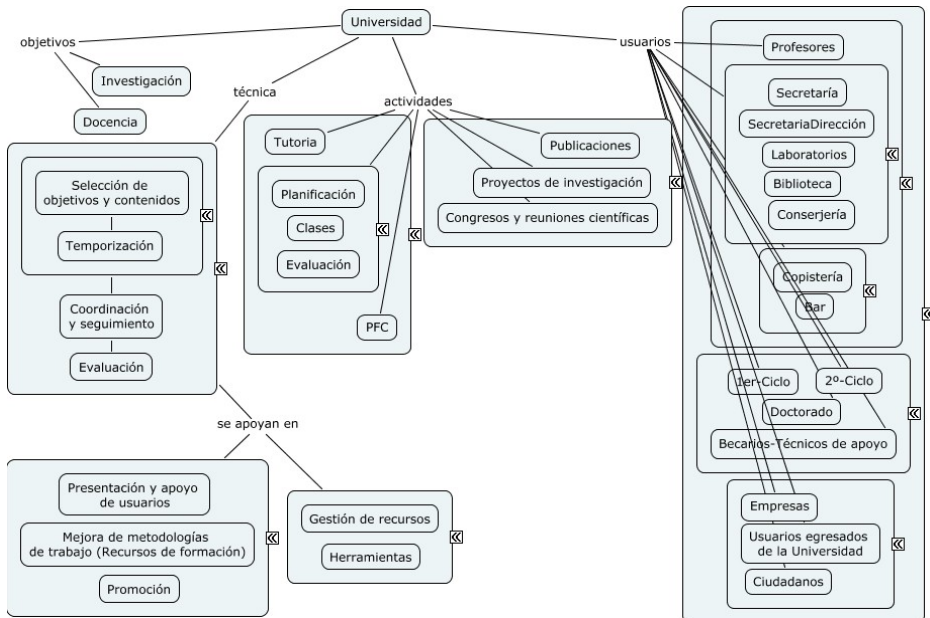 Universidad
objetivos
Investigación
Docencia
técnica
Selección de
objetivos y contenidos
Temporización
Coordinación
y seguimiento
Evaluación
se apoyan en
Presentación y apoyo
de usuarios
Mejora de metodologías
de trabajo (Recursos de formación)
Promoción
Gestión de recursos
Herramientas
actividades
Tutoria
Planificación
Clases
Evaluación
PFC
Publicaciones
Proyectos de investigación
Congresos y reuniones científicas
usuarios
Profesores
Secretaría
SecretariaDirección
Laboratorios
Biblioteca
Conserjería
Copistería
Bar
1er-Ciclo
2º-Ciclo
Doctorado
Becarios-Técnicos de apoyo
Empresas
Usuarios egresados
de la Universidad
Ciudadanos